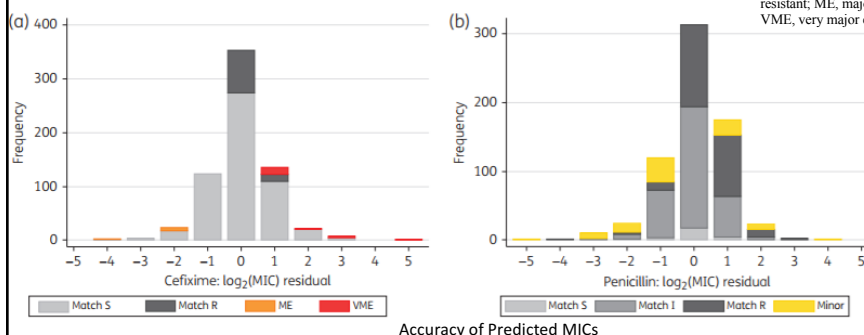 resistant; ME, maj
VME, very major
(a)
400
300
200
100
0
Frequency
−5 −4 −3 −2 −1 0 1 2 3 4 5
Cefixime: log2(MIC) residual
Match S Match R ME VME
(b)
300
200
100
0
Frequency
−5 −4 −3 −2 −1 0 1 2 3 4 5
Penicillin: log2(MIC) residual
Match S Match I Match R Minor
Accuracy of Predicted MICs